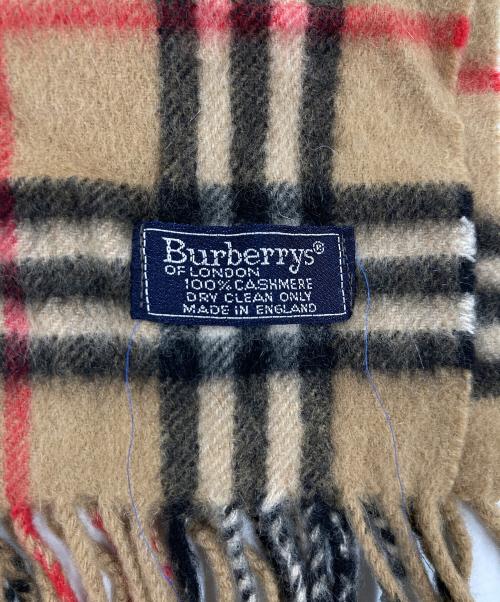 Burberrys®
OF LONDON
100% CASHMERE
DRY CLEAN ONLY
MADE IN ENGLAND